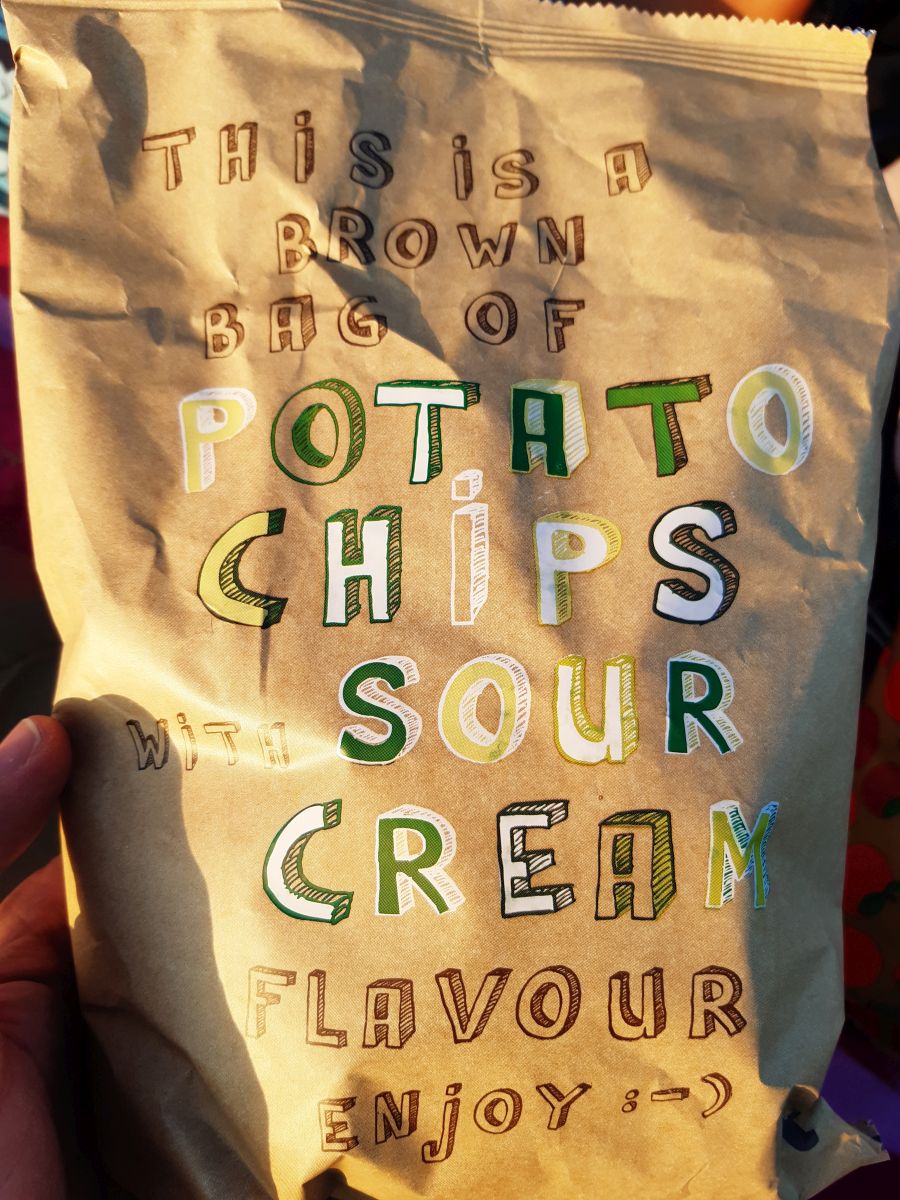 THiS iS A
BROWN
BAG OF
POTATO
CHiPS
WiTH SOUR
CREAM
FLAVOUR
ENjOY :-)